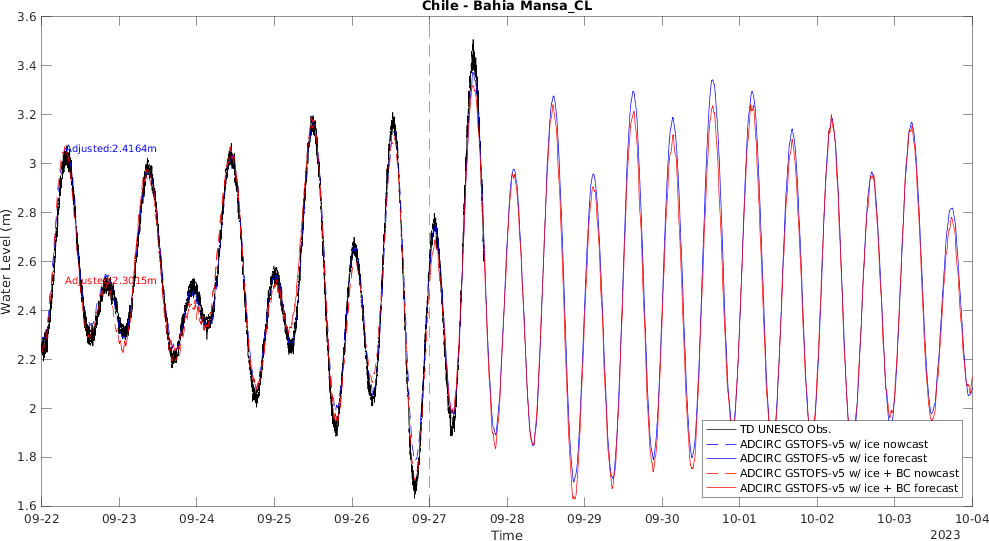 Chile - Bahia Mansa_CL
3.6
3.4
3.2
3
2.8
2.6
2.4
2.2
2
1.8
1.6
Water Level (m)
Adjusted:2.4164m
Adjusted:2.3015m
TD UNESCO Obs.
ADCIRC GSTOFS-v5 w/ ice nowcast
ADCIRC GSTOFS-v5 w/ ice forecast
ADCIRC GSTOFS-v5 w/ ice + BC nowcast
ADCIRC GSTOFS-v5 w/ ice + BC forecast
09-22 09-23 09-24 09-25 09-26 09-27 09-28 09-29 09-30 10-01 10-02 10-03 10-04
Time
2023